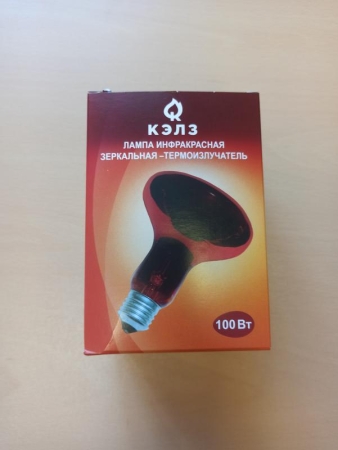 КЭЛЗ
ЛАМПА ИНФРАКРАСНАЯ
ЗЕРКАЛЬНАЯ –ТЕРМОИЗЛУЧАТЕЛЬ
100 Вт